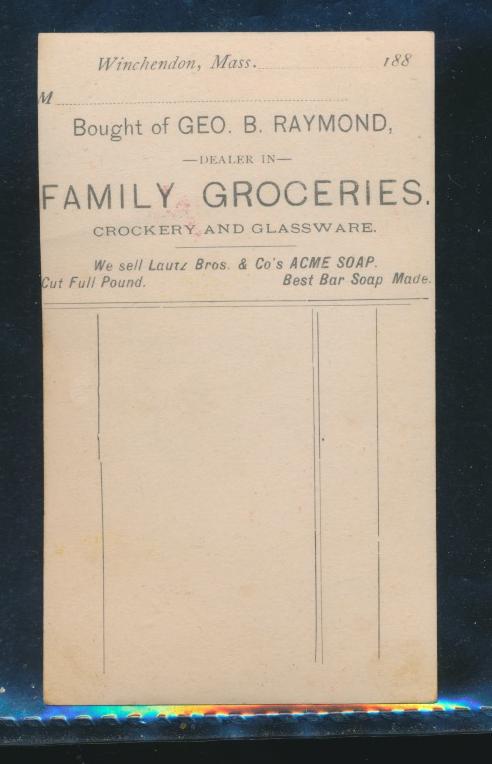 Winchendon, Mass. 188
M
Bought of GEO. B. RAYMOND,
—DEALER IN—
FAMILY GROCERIES.
CROCKERY AND GLASSWARE.
We sell Lautz Bros. & Co's ACME SOAP.
Cut Full Pound. Best Bar Soap Made.